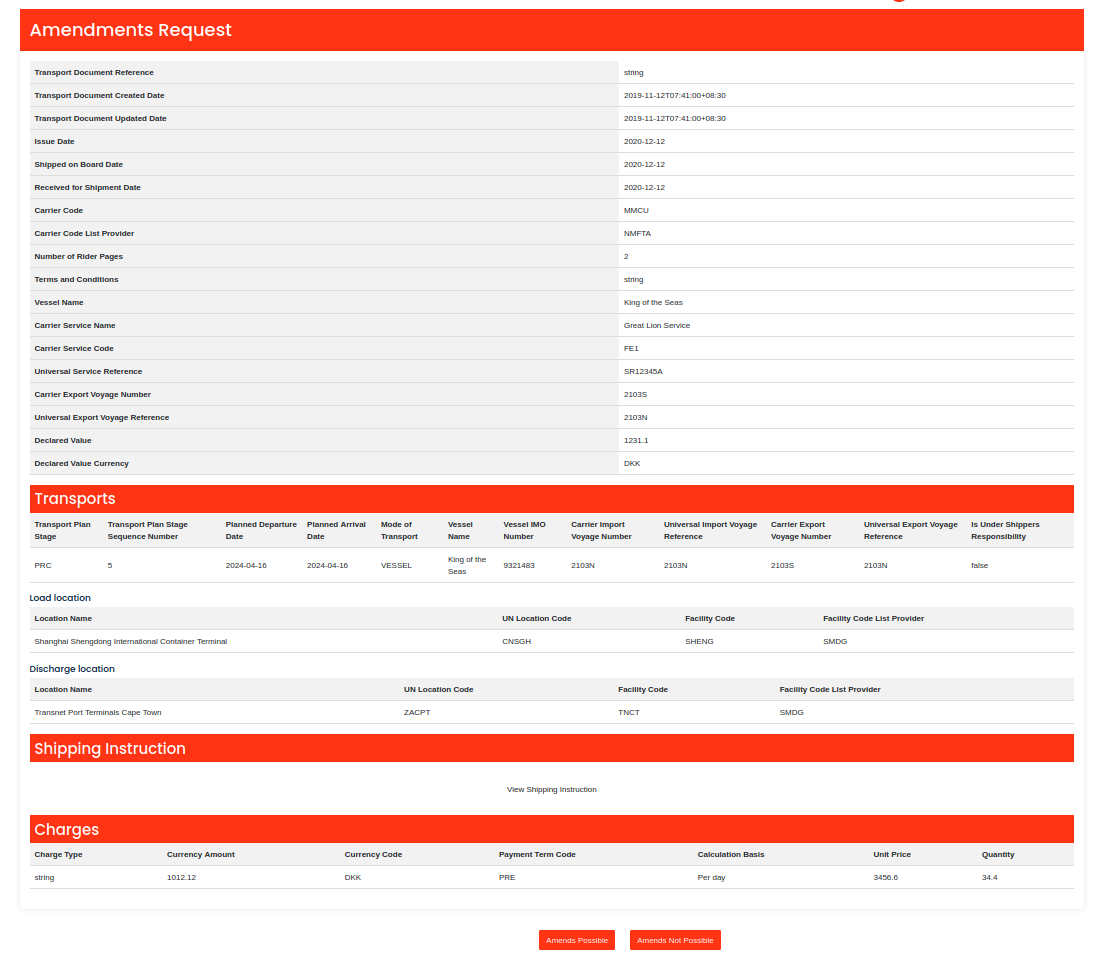 Amendments Request
Transport Document Reference string
Transport Document Created Date 2019-11-12T07:41:00+08:30
Transport Document Updated Date 2019-11-12T07:41:00+08:30
Issue Date 2020-12-12
Shipped on Board Date 2020-12-12
Received for Shipment Date 2020-12-12
Carrier Code MMCU
Carrier Code List Provider NMFTA
Number of Rider Pages 2
Terms and Conditions string
Vessel Name King of the Seas
Carrier Service Name Great Lion Service
Carrier Service Code FE1
Universal Service Reference SR12345A
Carrier Export Voyage Number 2103S
Universal Export Voyage Reference 2103N
Declared Value 1231.1
Declared Value Currency DKK
Transports
Transport Plan Transport Plan Stage Planned Departure Planned Arrival Mode of Vessel Vessel IMO Carrier Import Universal Import Voyage Carrier Export Universal Export Voyage Is Under Shippers
Stage Sequence Number Date Date Transport Name Number Voyage Number Reference Voyage Number Reference Responsibility
PRC 5 2024-04-16 2024-04-16 VESSEL King of the Seas 9321483 2103N 2103N 2103S 2103N false
Load location
Location Name UN Location Code Facility Code Facility Code List Provider
Shanghai Shengdong International Container Terminal CNSGH SHENG SMDG
Discharge location
Location Name UN Location Code Facility Code Facility Code List Provider
Transnet Port Terminals Cape Town ZACPT TNCT SMDG
Shipping Instruction
View Shipping Instruction
Charges
Charge Type Currency Amount Currency Code Payment Term Code Calculation Basis Unit Price Quantity
string 1012.12 DKK PRE Per day 3456.6 34.4
Amends Possible Amends Not Possible